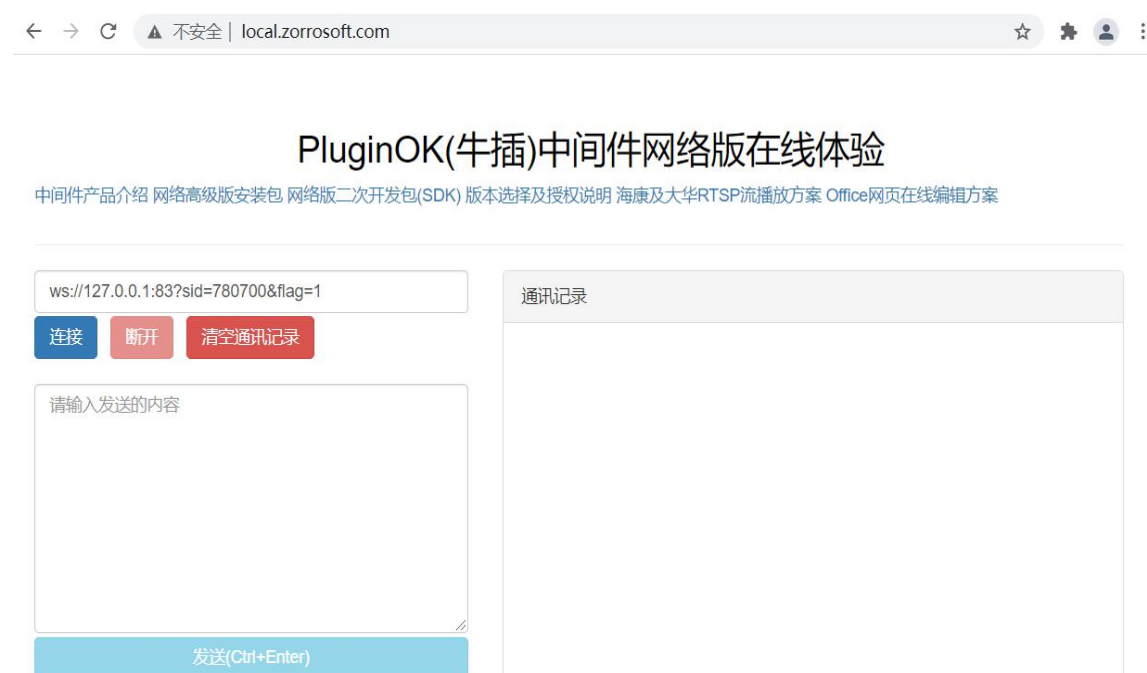 不安全 | local.zorrosoft.com
PluginOK(牛插)中间件网络版在线体验
中间件产品介绍 网络高级版安装包 网络版二次开发包(SDK) 版本选择及授权说明 海康及大华RTSP流播放方案 Office网页在线编辑方案
ws://127.0.0.1:83?sid=780700&flag=1
连接 断开 清空通讯记录
请输入发送的内容
发送(Ctrl+Enter)
通讯记录